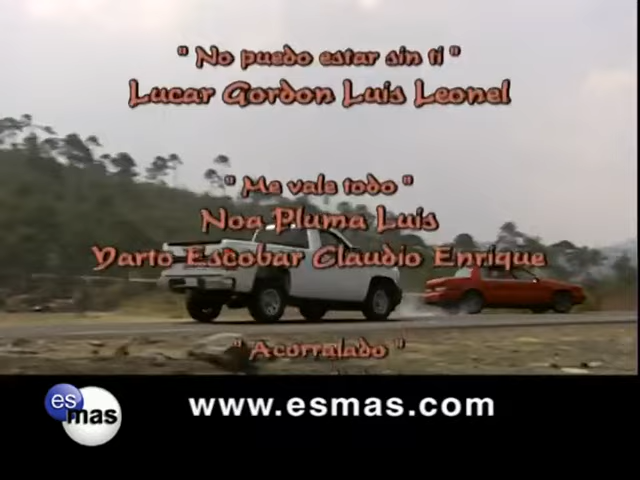 " No puedo estar sin ti "
Lucar Gordon Luis Leonel
" Me vale todo "
Noa Pluma Luis
Yarto Escobar Claudio Enrique
" Acorralado "
es
mas
www.esmas.com